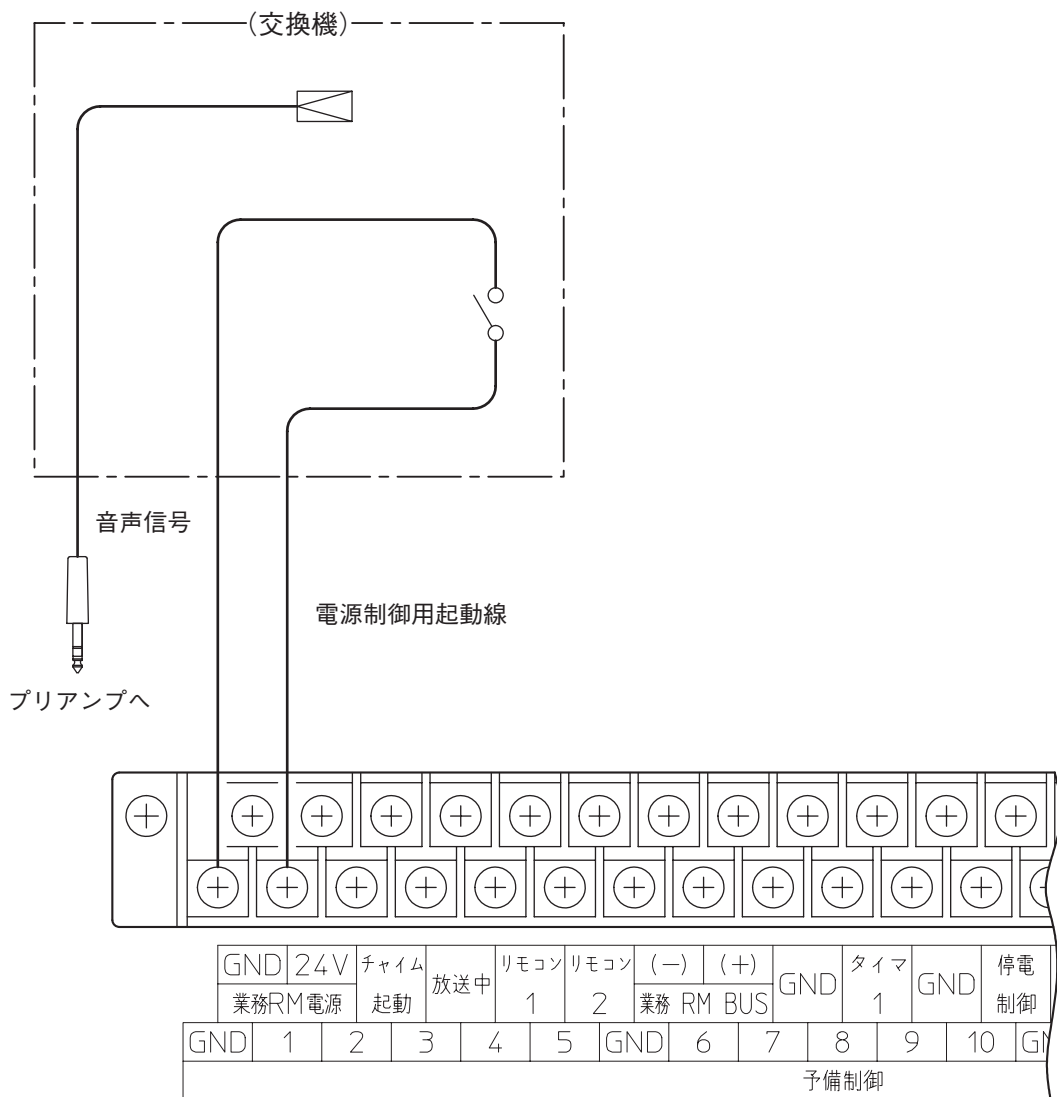 (交換機)
音声信号
電源制御用起動線
プリアンプへ
GND 24V チャイム 放送中 リモコン リモコン (−) (+) GND タイマ GND 停電
業務RM電源 起動 1 2 業務 RM BUS 1 制御
GND 1 2 3 4 5 GND 6 7 8 9 10
予備制御